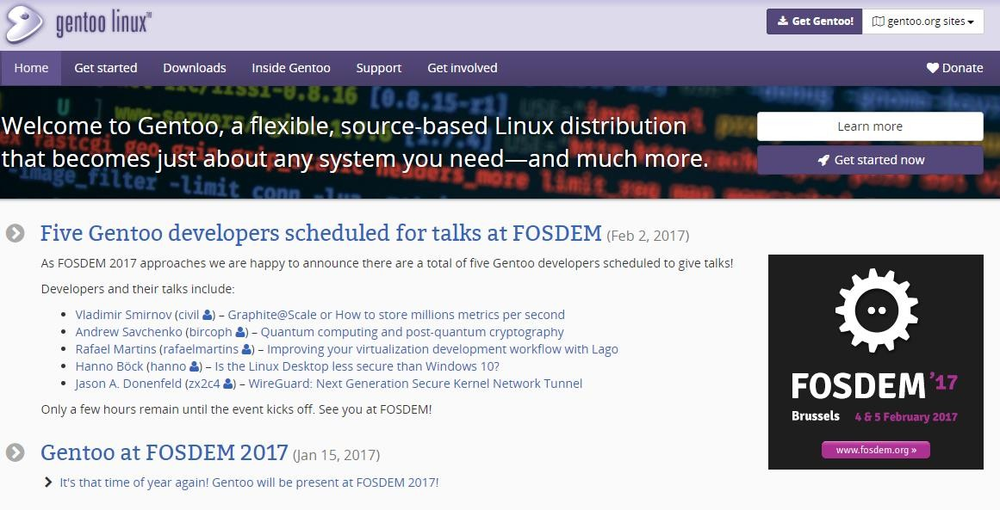 gentoo linux™
Get Gentoo!
gentoo.org sites
Home
Get started
Downloads
Inside Gentoo
Support
Get involved
Donate
Welcome to Gentoo, a flexible, source-based Linux distribution
that becomes just about any system you need—and much more.
Learn more
Get started now
Five Gentoo developers scheduled for talks at FOSDEM (Feb 2, 2017)
As FOSDEM 2017 approaches we are happy to announce there are a total of five Gentoo developers scheduled to give talks!
Developers and their talks include:
• Vladimir Smirnov (civil) – Graphite@Scale or How to store millions metrics per second
• Andrew Savchenko (bircoph) – Quantum computing and post-quantum cryptography
• Rafael Martins (rafaelmartins) – Improving your virtualization development workflow with Lago
• Hanno Böck (hanno) – Is the Linux Desktop less secure than Windows 10?
• Jason A. Donenfeld (zx2c4) – WireGuard: Next Generation Secure Kernel Network Tunnel
Only a few hours remain until the event kicks off. See you at FOSDEM!
Gentoo at FOSDEM 2017 (Jan 15, 2017)
It's that time of year again! Gentoo will be present at FOSDEM 2017!
FOSDEM '17
Brussels 4 & 5 February 2017
www.fosdem.org »